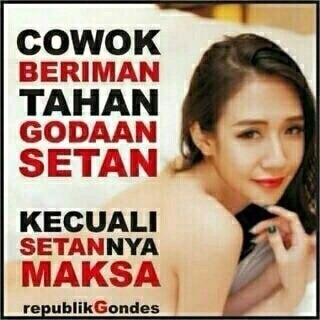 COWOK
BERIMAN
TAHAN
GODAAN
SETAN
KECUALI
SETANNYA
MAKSA
republikGondes